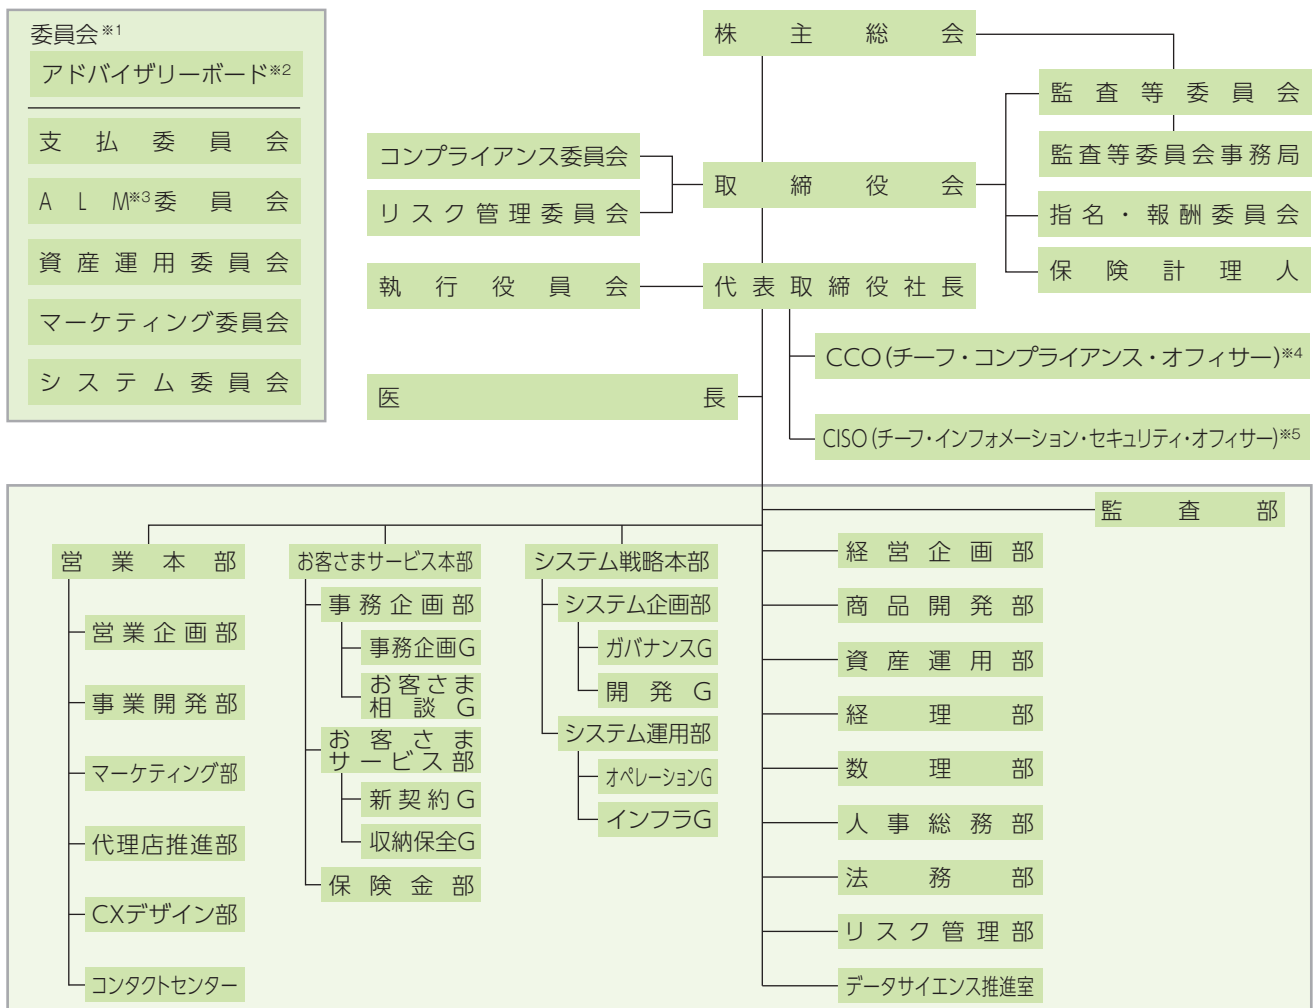 委員会※1
アドバイザリーボード※2
支払委員会
ALM※3委員会
資産運用委員会
マーケティング委員会
システム委員会
株主総会
監査等委員会
監査等委員会事務局
コンプライアンス委員会
リスク管理委員会
取締役会
指名・報酬委員会
保険計理人
執行役員会
代表取締役社長
CCO(チーフ・コンプライアンス・オフィサー)※4
医長
CISO(チーフ・インフォメーション・セキュリティ・オフィサー)※5
監査部
営業本部
営業企画部
事業開発部
マーケティング部
代理店推進部
CXデザイン部
コンタクトセンター
お客さまサービス本部
事務企画部
事務企画G
お客さま
相談G
お客さま
サービス部
新契約G
収納保全G
保険金部
システム戦略本部
システム企画部
ガバナンスG
開発G
システム運用部
オペレーションG
インフラG
経営企画部
商品開発部
資産運用部
経理部
数理部
人事総務部
法務部
リスク管理部
データサイエンス推進室